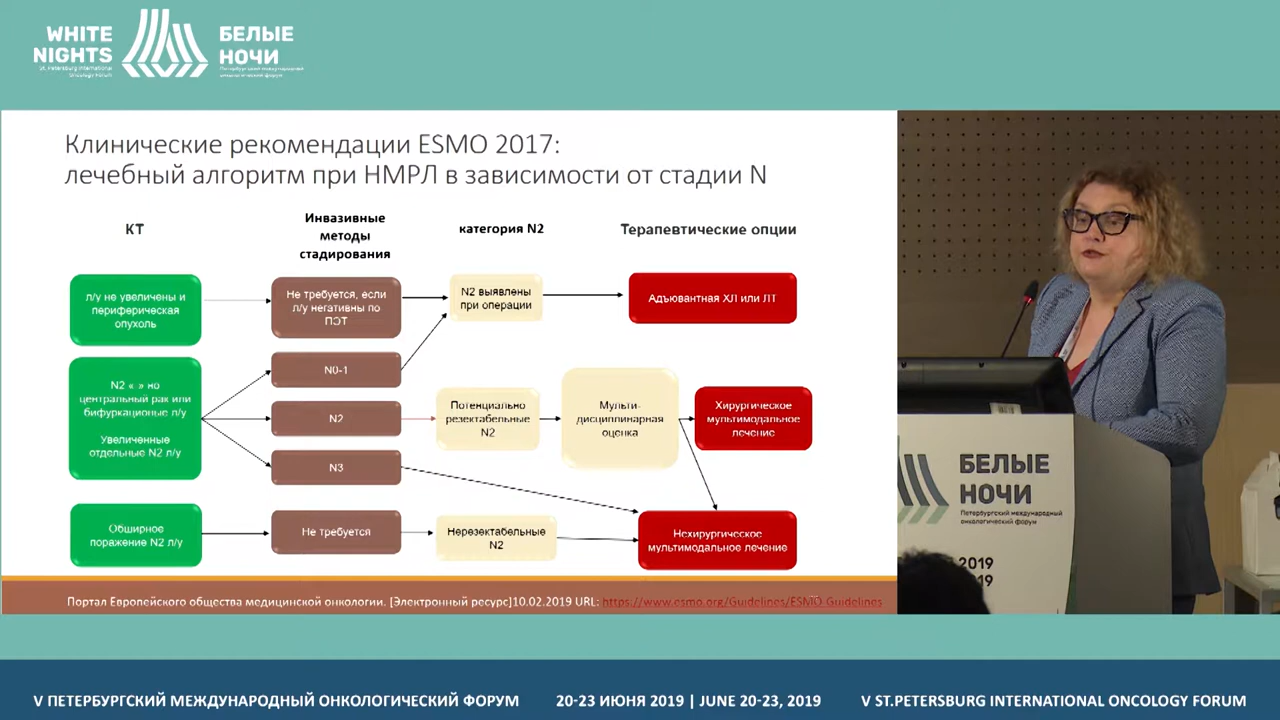 WHITE
NIGHTS
St. Petersburg International
Oncology Forum
БЕЛЫЕ
НОЧИ
Петербургский международный
онкологический форум
Клинические рекомендации ESMO 2017:
лечебный алгоритм при НМРЛ в зависимости от стадии N
КТ
Инвазивные
методы
стадирования
категория N2
Терапевтические опции
л/у не увеличены и
периферическая
опухоль
Не требуется, если
л/у негативны по
ПЭТ
N2 выявлены
при операции
Адъювантная ХЛ или ЛТ
N2 «-» но
центральный рак или
бифуркационые л/у
Увеличенные
отдельные N2 л/у
N0-1
N2
N3
Потенциально
резектабельные
N2
Мульти-
дисциплинарная
оценка
Хирургическое
мультимодальное
лечение
Обширное
поражение N2 л/у
Не требуется
Нерезектабельные
N2
Нехирургическое
мультимодальное лечение
Портал Европейского общества медицинской онкологии. [Электронный ресурс]10.02.2019 URL: https://www.esmo.org/Guidelines/ESMO-Guidelines
БЕЛЫЕ
НОЧИ
Петербургский международный
онкологический форум
2019
V ПЕТЕРБУРГСКИЙ МЕЖДУНАРОДНЫЙ ОНКОЛОГИЧЕСКИЙ ФОРУМ
20-23 ИЮНЯ 2019 | JUNE 20-23, 2019
V ST.PETERSBURG INTERNATIONAL ONCOLOGY FORUM